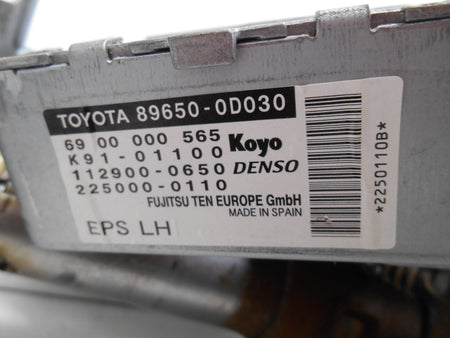 TOYOTA 89650-0D030
69 00 000 565
K91-01100 Koyo
112900-0650 DENSO
225000-0110
FUJITSU TEN EUROPE GmbH
MADE IN SPAIN
EPS LH
*2250110B*